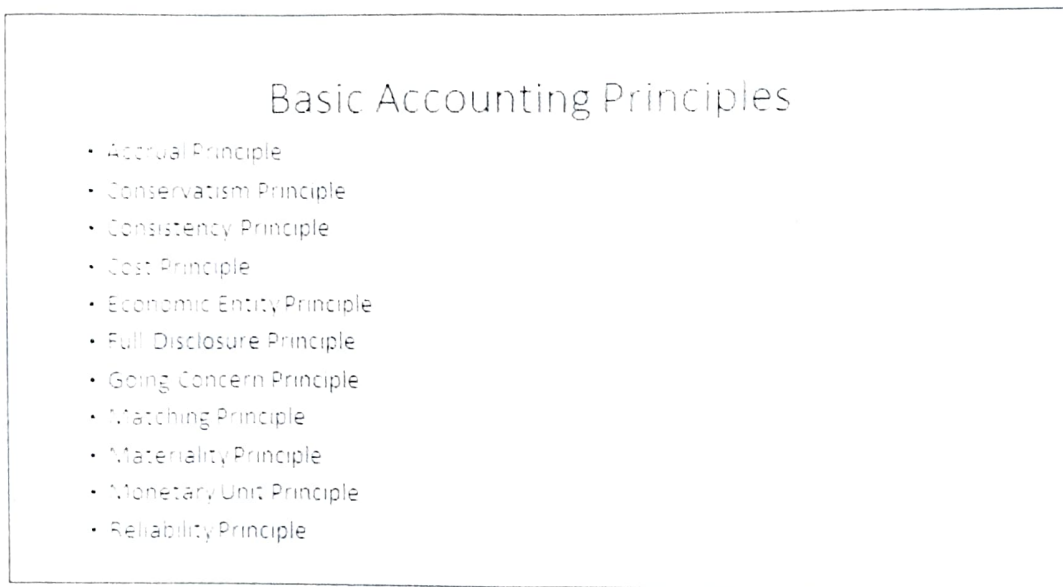 Basic Accounting Principles
• Accrual Principle
• Conservatism Principle
• Consistency Principle
• Cost Principle
• Economic Entity Principle
• Full Disclosure Principle
• Going Concern Principle
• Matching Principle
• Materiality Principle
• Monetary Unit Principle
• Reliability Principle